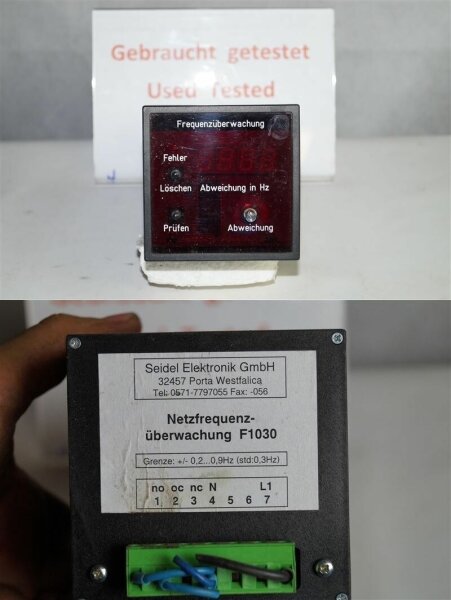 Gebraucht getestet
Used Tested
Frequenzüberwachung
Fehler
Löschen Abweichung in Hz
Prüfen Abweichung
Seidel Elektronik GmbH
32457 Porta Westfalica
Tel: 0571-7797055 Fax: -056
Netzfrequenz-
überwachung F1030
Grenze: +/- 0,2...0,9Hz (std:0,3Hz)
no oc nc N L1
1 2 3 4 5 6 7